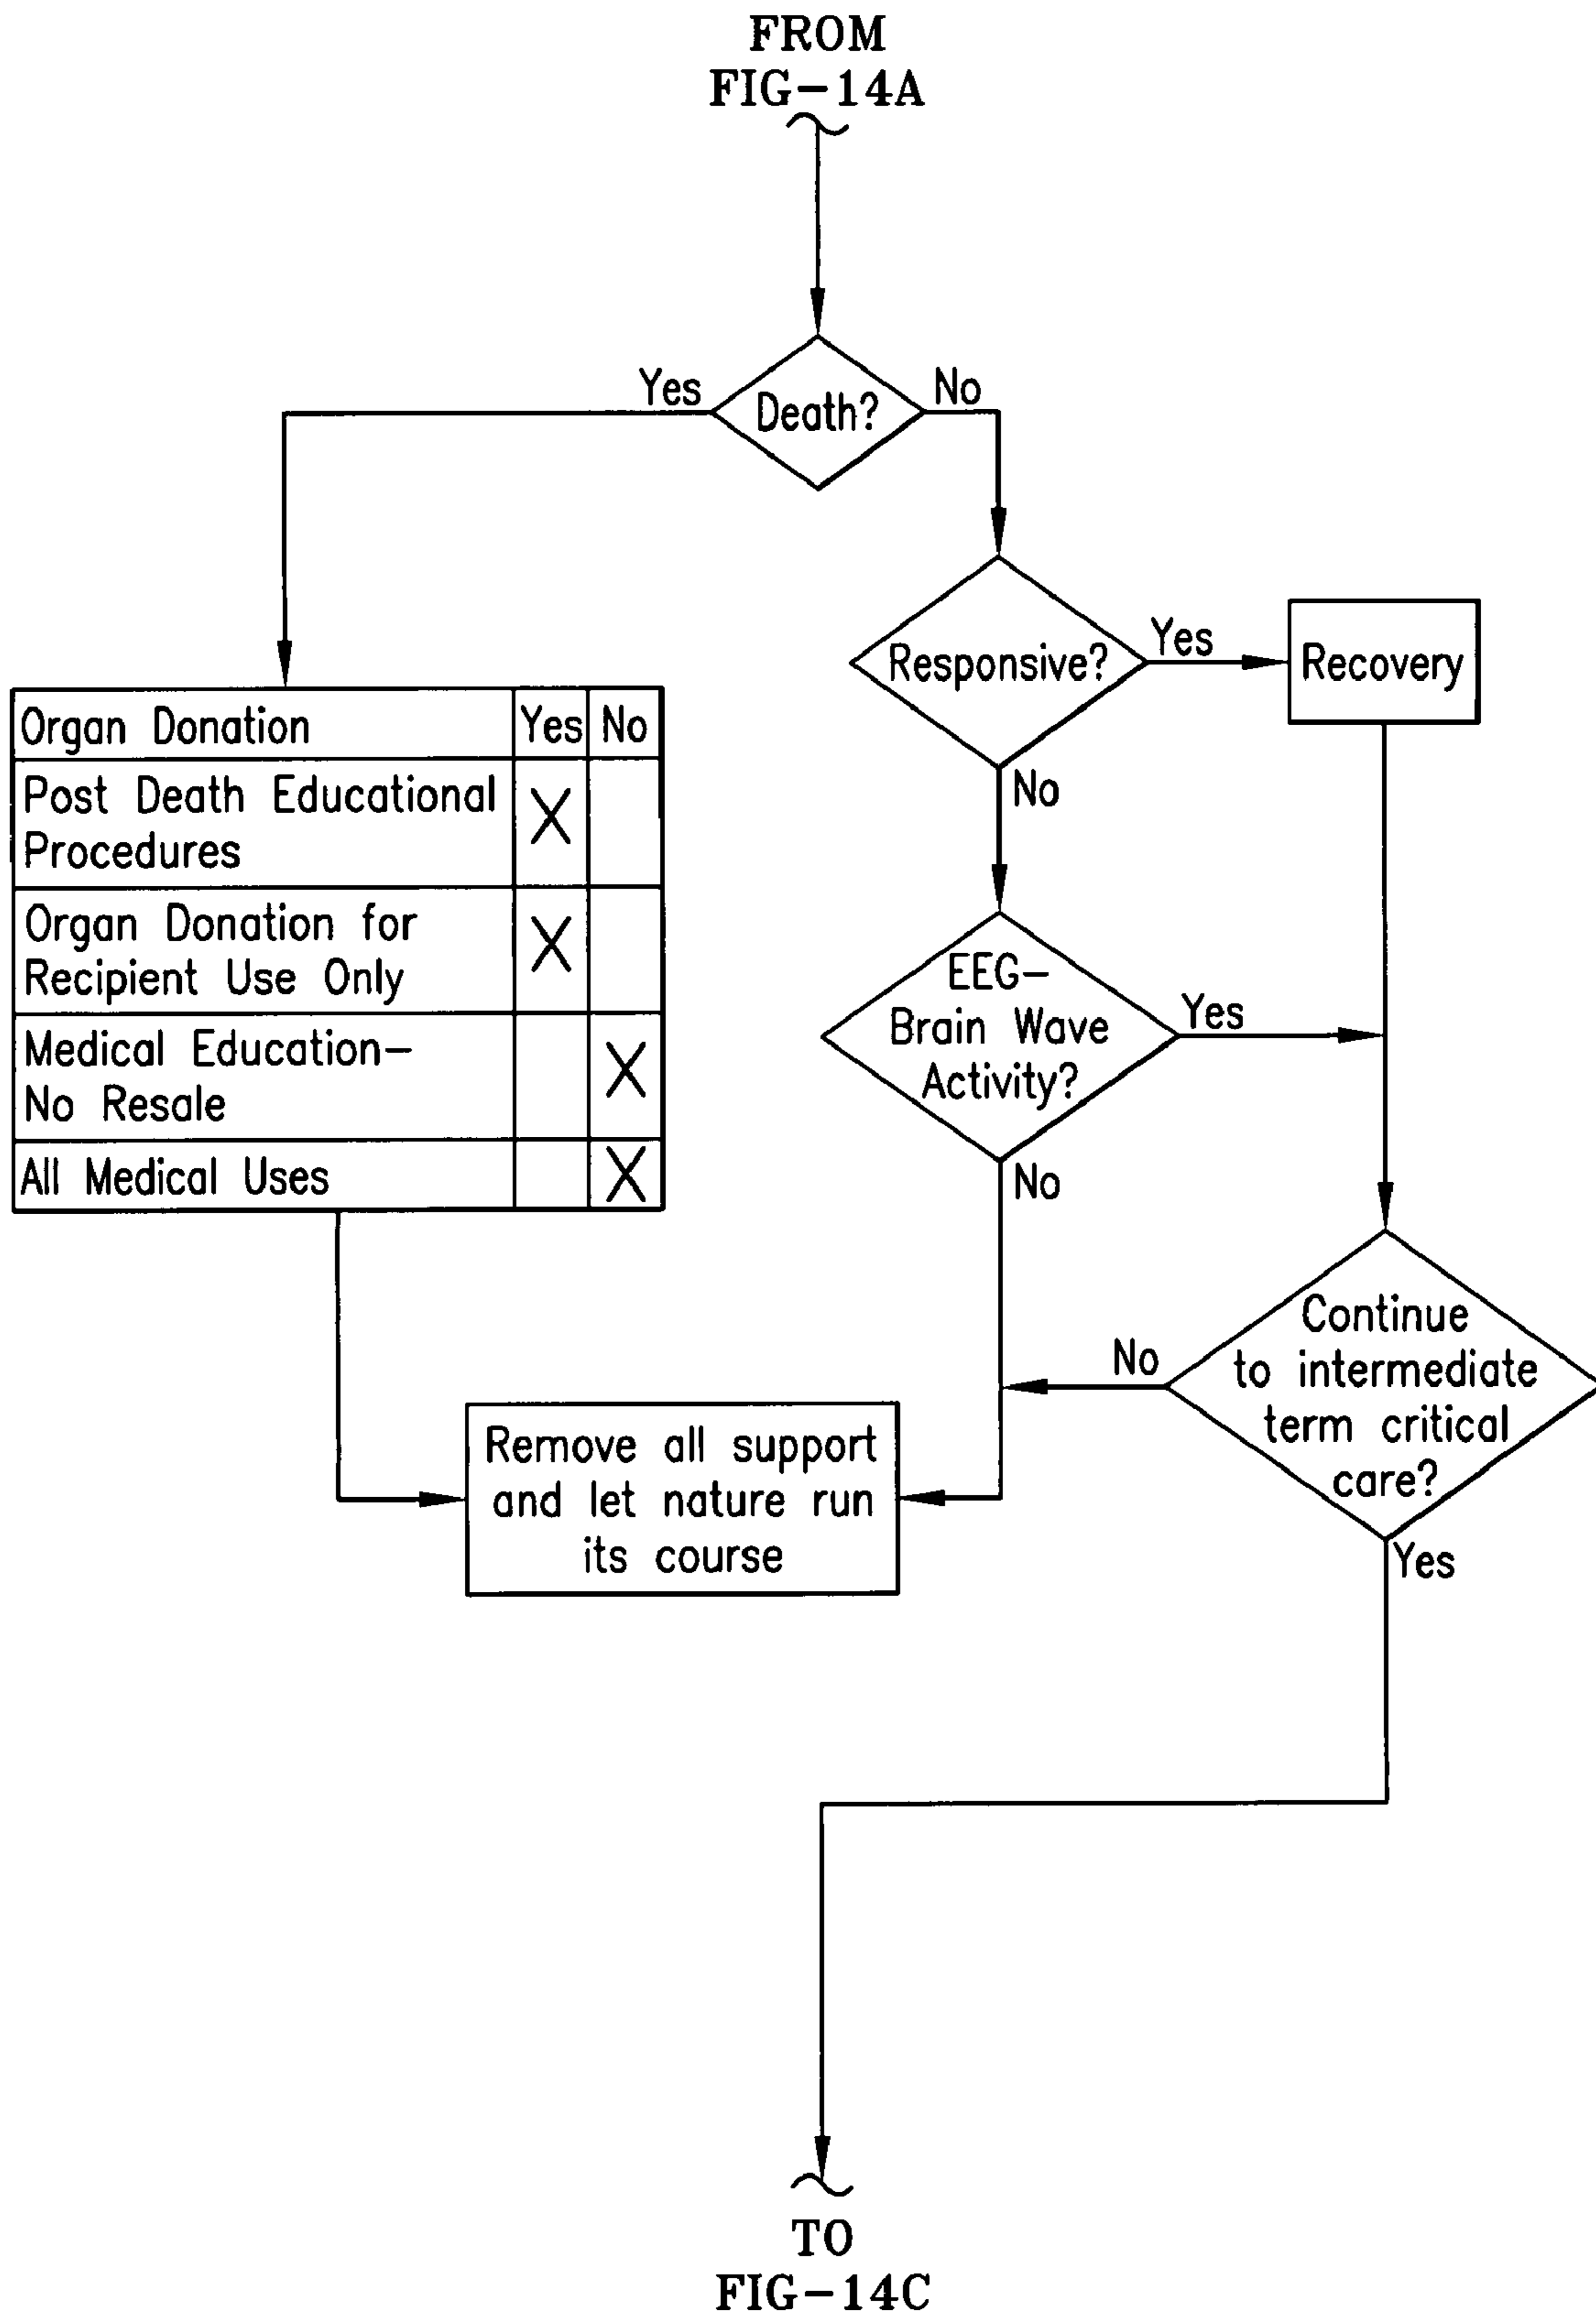 FROM
FIG-14A
Yes
Death?
No
Organ Donation Yes No
Post Death Educational
Procedures
X
Organ Donation for
Recipient Use Only
X
Medical Education-
No Resale
X
All Medical Uses X
Responsive?
Yes
Recovery
No
EEG-
Brain Wave
Activity?
Yes
No
Continue
to intermediate
term critical
care?
No
Yes
Remove all support
and let nature run
its course
TO
FIG-14C